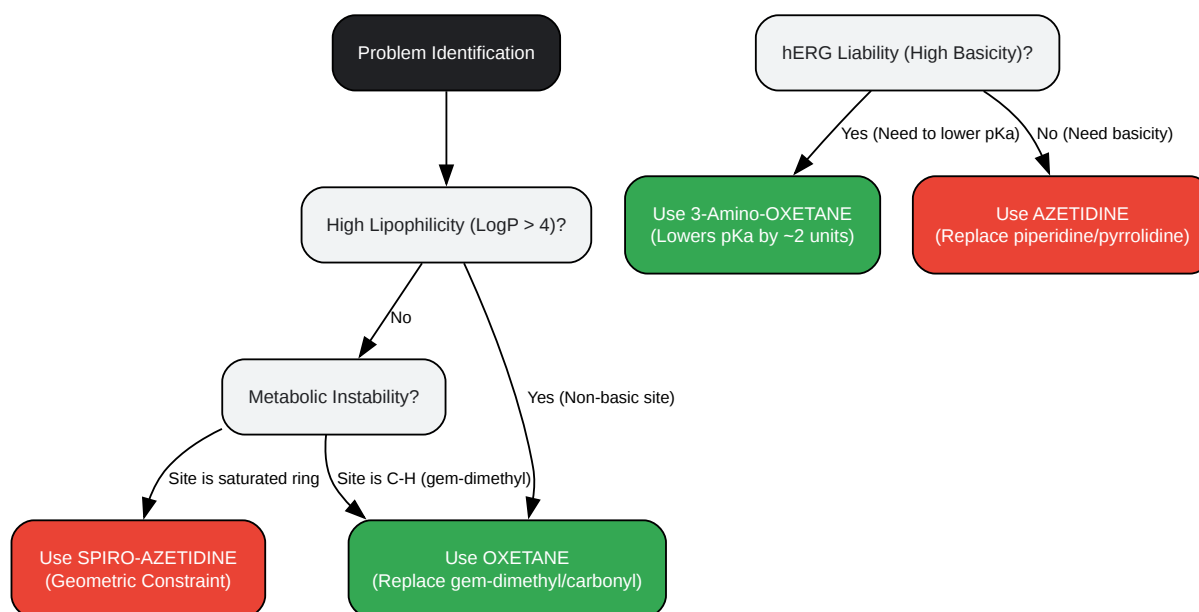 Problem Identification
hERG Liability (High Basicity)?
Yes (Need to lower pKa)
No (Need basicity)
High Lipophilicity (LogP > 4)?
Use 3-Amino-OXETANE
(Lowers pKa by ~2 units)
Use AZETIDINE
(Replace piperidine/pyrrolidine)
No
Metabolic Instability?
Yes (Non-basic site)
Site is saturated ring
Site is C-H (gem-dimethyl)
Use SPIRO-AZETIDINE
(Geometric Constraint)
Use OXETANE
(Replace gem-dimethyl/carbonyl)